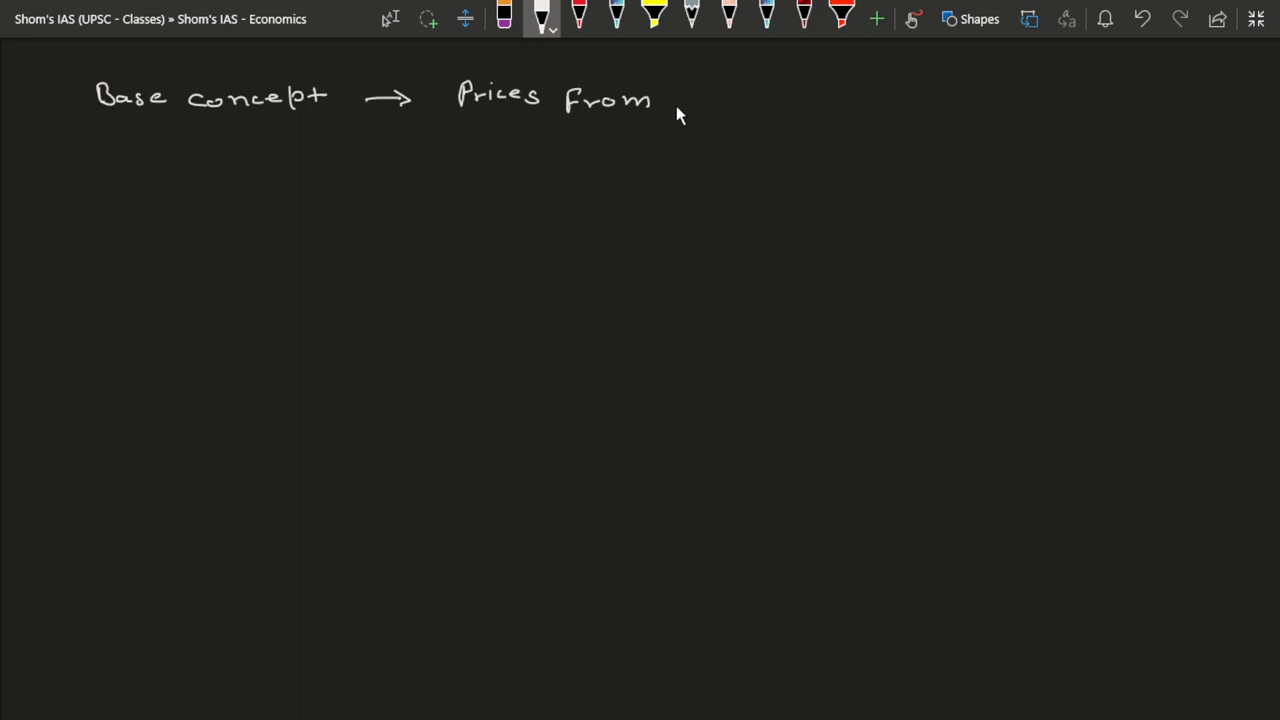 Shom's IAS (UPSC - Classes) » Shom's IAS - Economics
Shapes
Base concept → Prices From